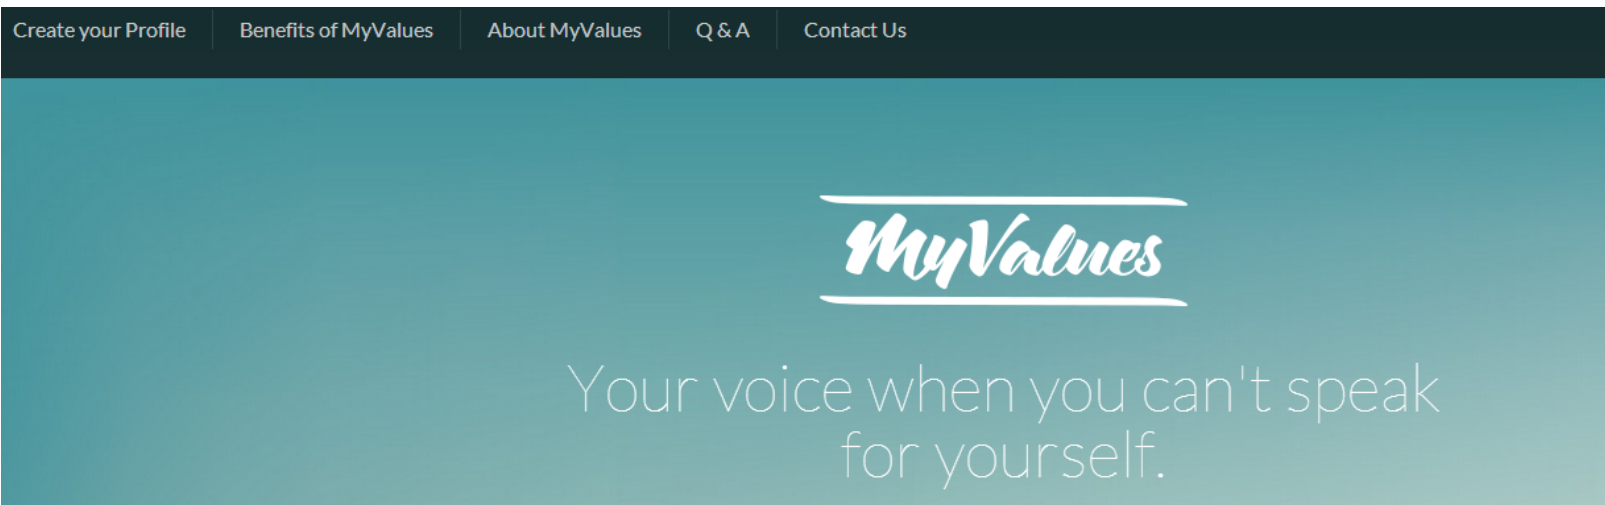 Create your Profile
Benefits of MyValues
About MyValues
Q & A
Contact Us
MyValues
Your voice when you can't speak
for yourself.